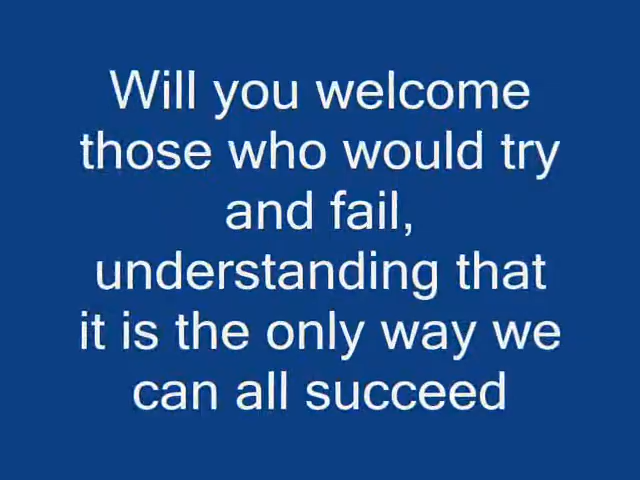 Will you welcome
those who would try
and fail,
understanding that
it is the only way we
can all succeed